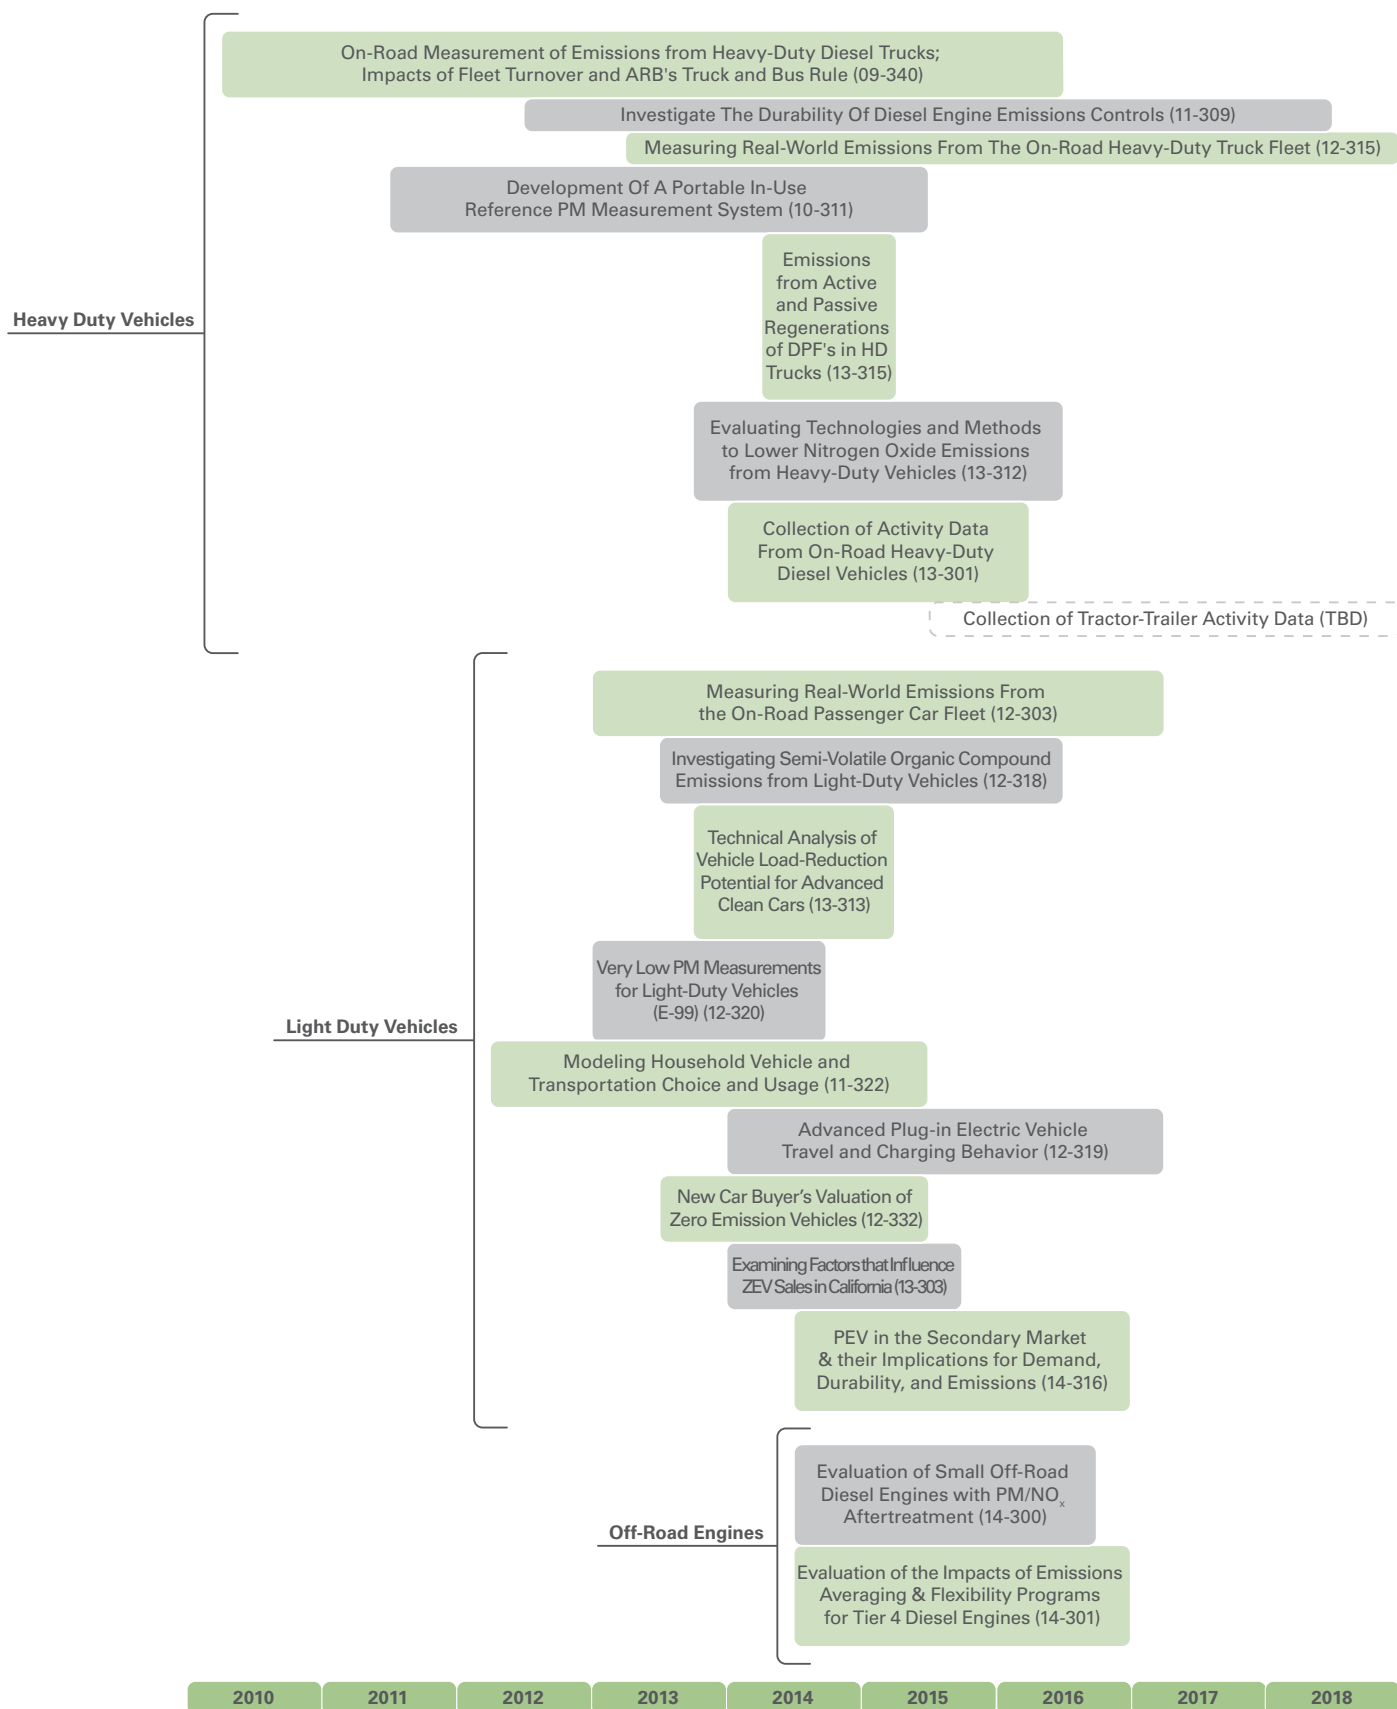 On-Road Measurement of Emissions from Heavy-Duty Diesel Trucks;
Impacts of Fleet Turnover and ARB's Truck and Bus Rule (09-340)
Investigate The Durability Of Diesel Engine Emissions Controls (11-309)
Measuring Real-World Emissions From The On-Road Heavy-Duty Truck Fleet (12-315)
Development Of A Portable In-Use
Reference PM Measurement System (10-311)
Emissions
from Active
and Passive
Regenerations
of DPF's in HD
Trucks (13-315)
Heavy Duty Vehicles
Evaluating Technologies and Methods
to Lower Nitrogen Oxide Emissions
from Heavy-Duty Vehicles (13-312)
Collection of Activity Data
From On-Road Heavy-Duty
Diesel Vehicles (13-301)
Collection of Tractor-Trailer Activity Data (TBD)
Measuring Real-World Emissions From
the On-Road Passenger Car Fleet (12-303)
Investigating Semi-Volatile Organic Compound
Emissions from Light-Duty Vehicles (12-318)
Technical Analysis of
Vehicle Load-Reduction
Potential for Advanced
Clean Cars (13-313)
Very Low PM Measurements
for Light-Duty Vehicles
(E-99) (12-320)
Light Duty Vehicles
Modeling Household Vehicle and
Transportation Choice and Usage (11-322)
Advanced Plug-in Electric Vehicle
Travel and Charging Behavior (12-319)
New Car Buyer’s Valuation of
Zero Emission Vehicles (12-332)
Examining Factors that Influence
ZEV Sales in California (13-303)
PEV in the Secondary Market
& their Implications for Demand,
Durability, and Emissions (14-316)
Evaluation of Small Off-Road
Diesel Engines with PM/NOx
Aftertreatment (14-300)
Off-Road Engines
Evaluation of the Impacts of Emissions
Averaging & Flexibility Programs
for Tier 4 Diesel Engines (14-301)
2010 2011 2012 2013 2014 2015 2016 2017 2018